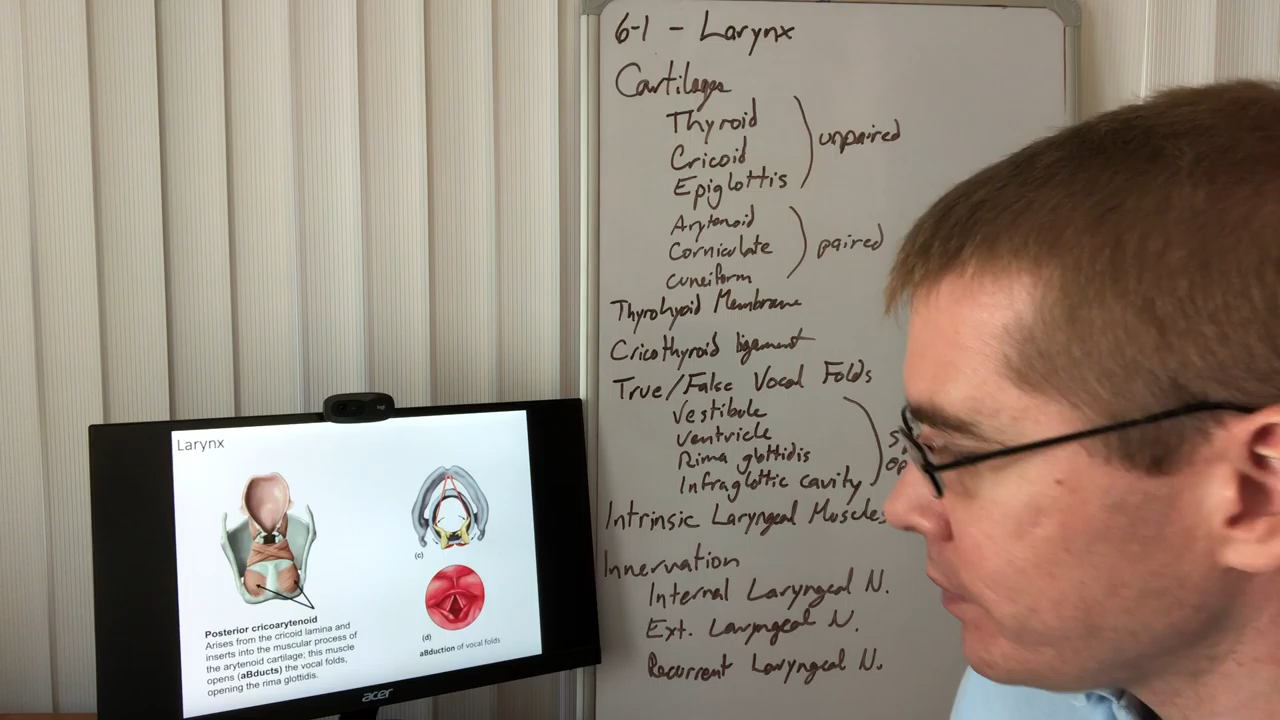 6-1 - Larynx
Cartilages
Thyroid
Cricoid
Epiglottis
unpaired
Arytenoid
Corniculate
cuneiform
paired
Thyrohyoid Membrane
Cricothyroid ligament
True/False Vocal Folds
Vestibule
Ventricle
Rima glottidis
Infraglottic cavity
Intrinsic Laryngeal Muscles
Innervation
Internal Laryngeal N.
Ext. Laryngeal N.
Recurrent Laryngeal N.
Larynx
Posterior cricoarytenoid
Arises from the cricoid lamina and
inserts into the muscular process of
the arytenoid cartilage; this muscle
opens (aBducts) the vocal folds,
opening the rima glottidis.
(c)
(d)
aBduction of vocal folds
acer
logi